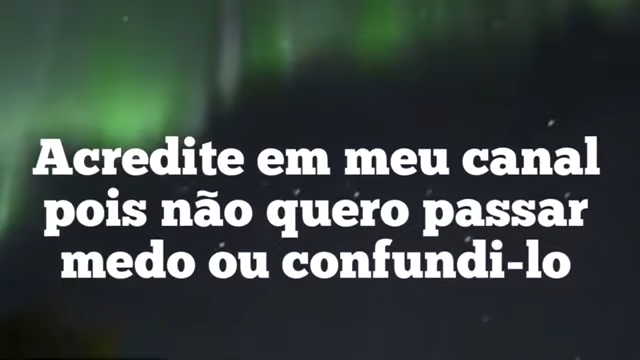 Acredite em meu canal
pois não quero passar
medo ou confundi-lo